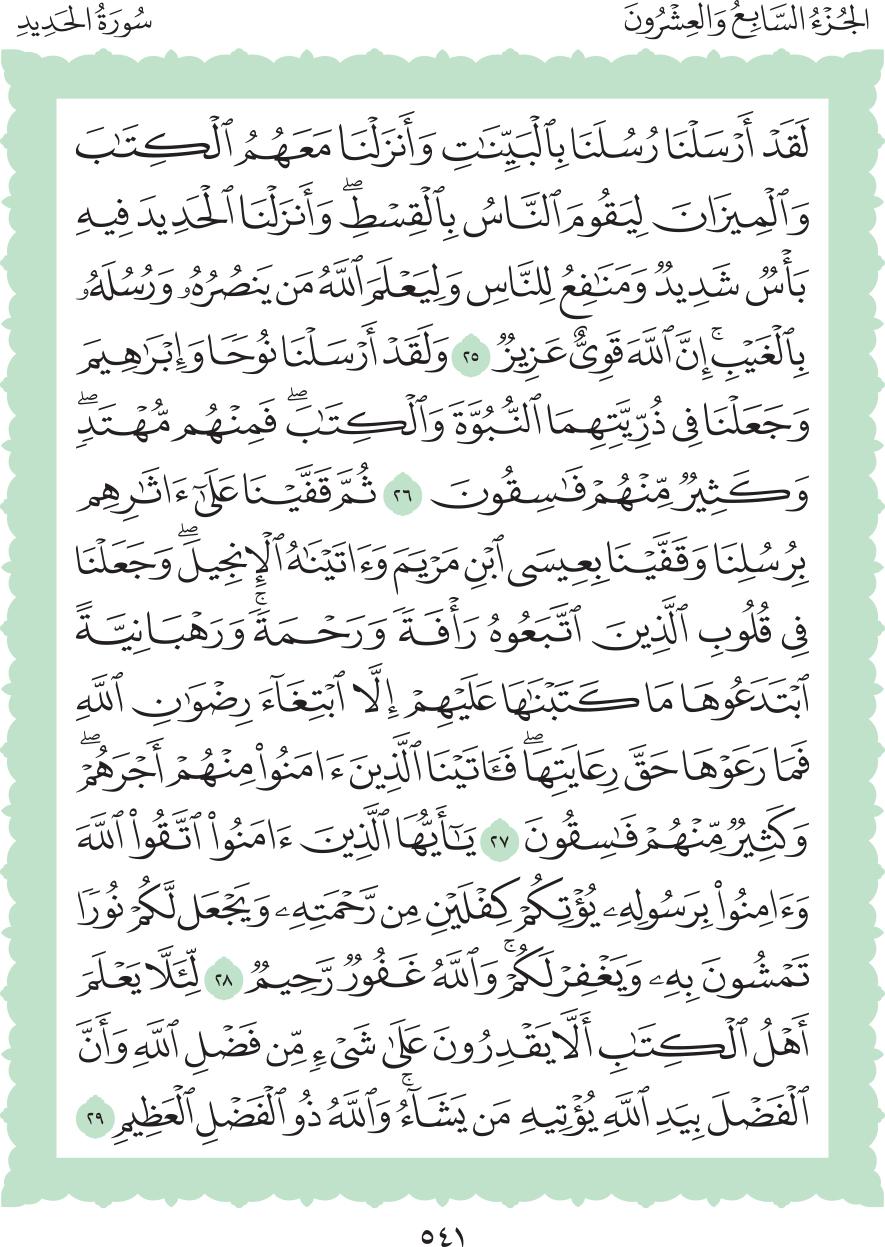 الجُزْءُ السَّابِعُ وَالعِشْرُونَ
سُورَةُ الحَدِيدِ
لَقَدْ أَرْسَلْنَا رُسُلَنَا بِٱلْبَيِّنَٰتِ وَأَنزَلْنَا مَعَهُمُ ٱلْكِتَٰبَ
وَٱلْمِيزَانَ لِيَقُومَ ٱلنَّاسُ بِٱلْقِسْطِۖ وَأَنزَلْنَا ٱلْحَدِيدَ فِيهِ
بَأْسٌ شَدِيدٌ وَمَنَٰفِعُ لِلنَّاسِ وَلِيَعْلَمَ ٱللَّهُ مَن يَنصُرُهُۥ وَرُسُلَهُۥ
بِٱلْغَيْبِۚ إِنَّ ٱللَّهَ قَوِىٌّ عَزِيزٌ ٢٥ وَلَقَدْ أَرْسَلْنَا نُوحًا وَإِبْرَٰهِيمَ
وَجَعَلْنَا فِى ذُرِّيَّتِهِمَا ٱلنُّبُوَّةَ وَٱلْكِتَٰبَۖ فَمِنْهُم مُّهْتَدٍۖ
وَكَثِيرٌ مِّنْهُمْ فَٰسِقُونَ ٢٦ ثُمَّ قَفَّيْنَا عَلَىٰٓ ءَاثَٰرِهِم
بِرُسُلِنَا وَقَفَّيْنَا بِعِيسَى ٱبْنِ مَرْيَمَ وَءَاتَيْنَٰهُ ٱلْإِنجِيلَۖ وَجَعَلْنَا
فِى قُلُوبِ ٱلَّذِينَ ٱتَّبَعُوهُ رَأْفَةً وَرَحْمَةًۚ وَرَهْبَانِيَّةً
ٱبْتَدَعُوهَا مَا كَتَبْنَٰهَا عَلَيْهِمْ إِلَّا ٱبْتِغَآءَ رِضْوَٰنِ ٱللَّهِ
فَمَا رَعَوْهَا حَقَّ رِعَايَتِهَاۖ فَـَٔاتَيْنَا ٱلَّذِينَ ءَامَنُوا۟ مِنْهُمْ أَجْرَهُمْۖ
وَكَثِيرٌ مِّنْهُمْ فَٰسِقُونَ ٢٧ يَٰٓأَيُّهَا ٱلَّذِينَ ءَامَنُوا۟ ٱتَّقُوا۟ ٱللَّهَ
وَءَامِنُوا۟ بِرَسُولِهِۦ يُؤْتِكُمْ كِفْلَيْنِ مِن رَّحْمَتِهِۦ وَيَجْعَل لَّكُمْ نُورًا
تَمْشُونَ بِهِۦ وَيَغْفِرْ لَكُمْۚ وَٱللَّهُ غَفُورٌ رَّحِيمٌ ٢٨ لِّئَلَّا يَعْلَمَ
أَهْلُ ٱلْكِتَٰبِ أَلَّا يَقْدِرُونَ عَلَىٰ شَىْءٍ مِّن فَضْلِ ٱللَّهِ وَأَنَّ
ٱلْفَضْلَ بِيَدِ ٱللَّهِ يُؤْتِيهِ مَن يَشَآءُۚ وَٱللَّهُ ذُو ٱلْفَضْلِ ٱلْعَظِيمِ ٢٩
٥٤١